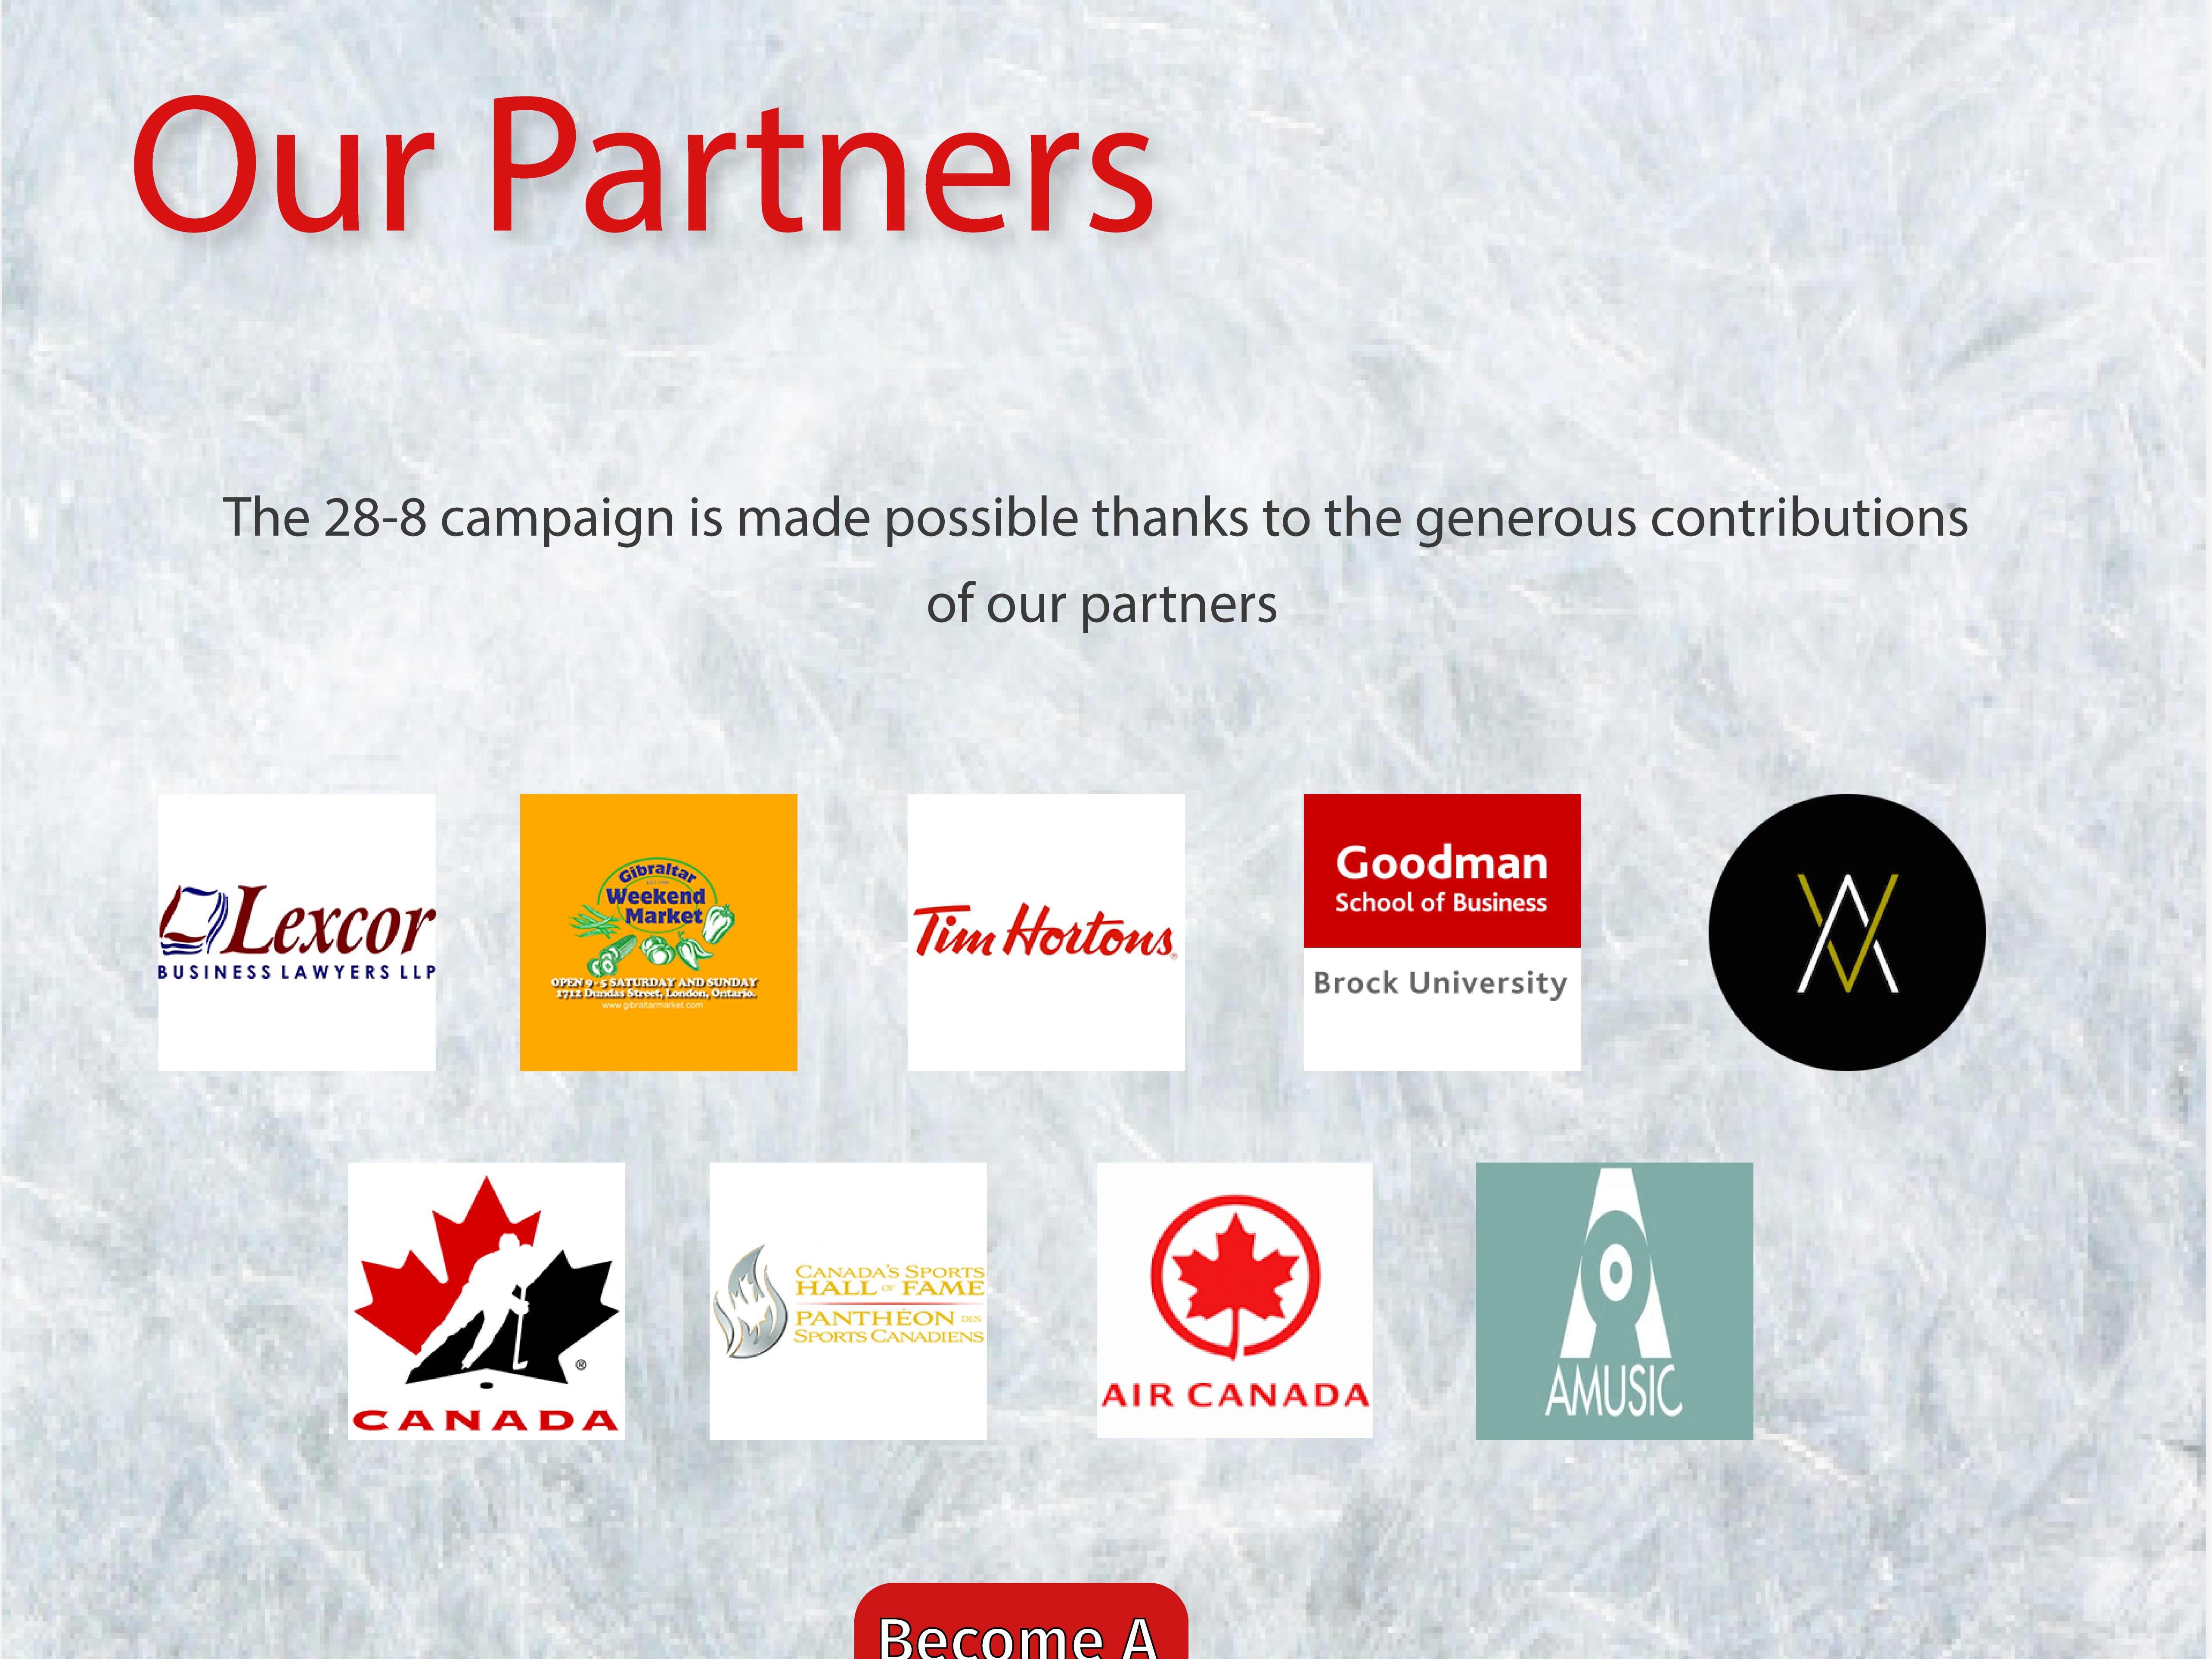 Our Partners
The 28-8 campaign is made possible thanks to the generous contributions
of our partners
Lexcor
BUSINESS LAWYERS LLP
Gibraltar
Weekend
Market
OPEN 9 - 5 SATURDAY AND SUNDAY
1712 Dundas Street, London, Ontario.
www.gibraltarmarket.com
Tim Hortons®
Goodman
School of Business
Brock University
®
CANADA
CANADA'S SPORTS
HALL OF FAME
PANTHÉON DES
SPORTS CANADIENS
AIR CANADA
AMUSIC
Become A